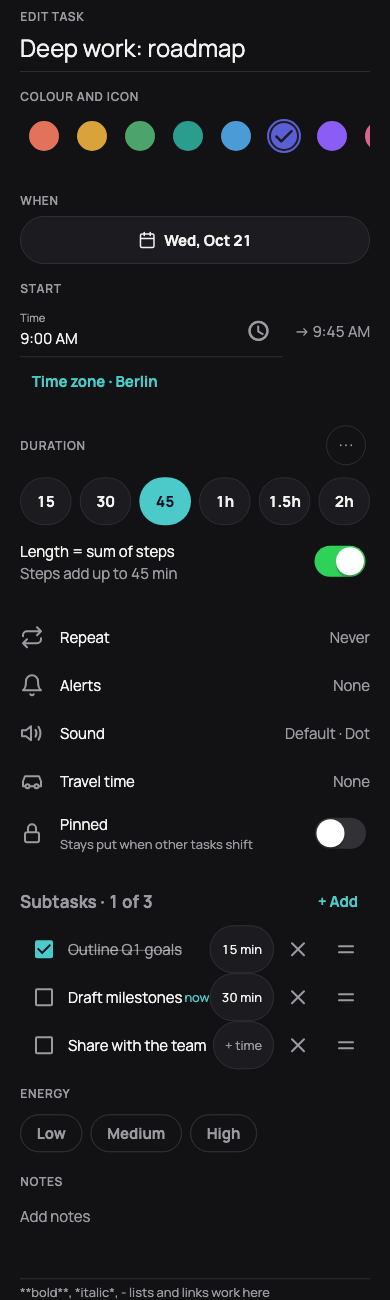 EDIT TASK
Deep work: roadmap
COLOUR AND ICON
WHEN
Wed, Oct 21
START
Time
9:00 AM
→ 9:45 AM
Time zone · Berlin
DURATION
...
15 30 45 1h 1.5h 2h
Length = sum of steps
Steps add up to 45 min
Repeat Never
Alerts None
Sound Default · Dot
Travel time None
Pinned
Stays put when other tasks shift
Subtasks · 1 of 3 + Add
Outline Q1 goals 15 min
Draft milestones now 30 min
Share with the team + time
ENERGY
Low Medium High
NOTES
Add notes
**bold**, *italic*, - lists and links work here